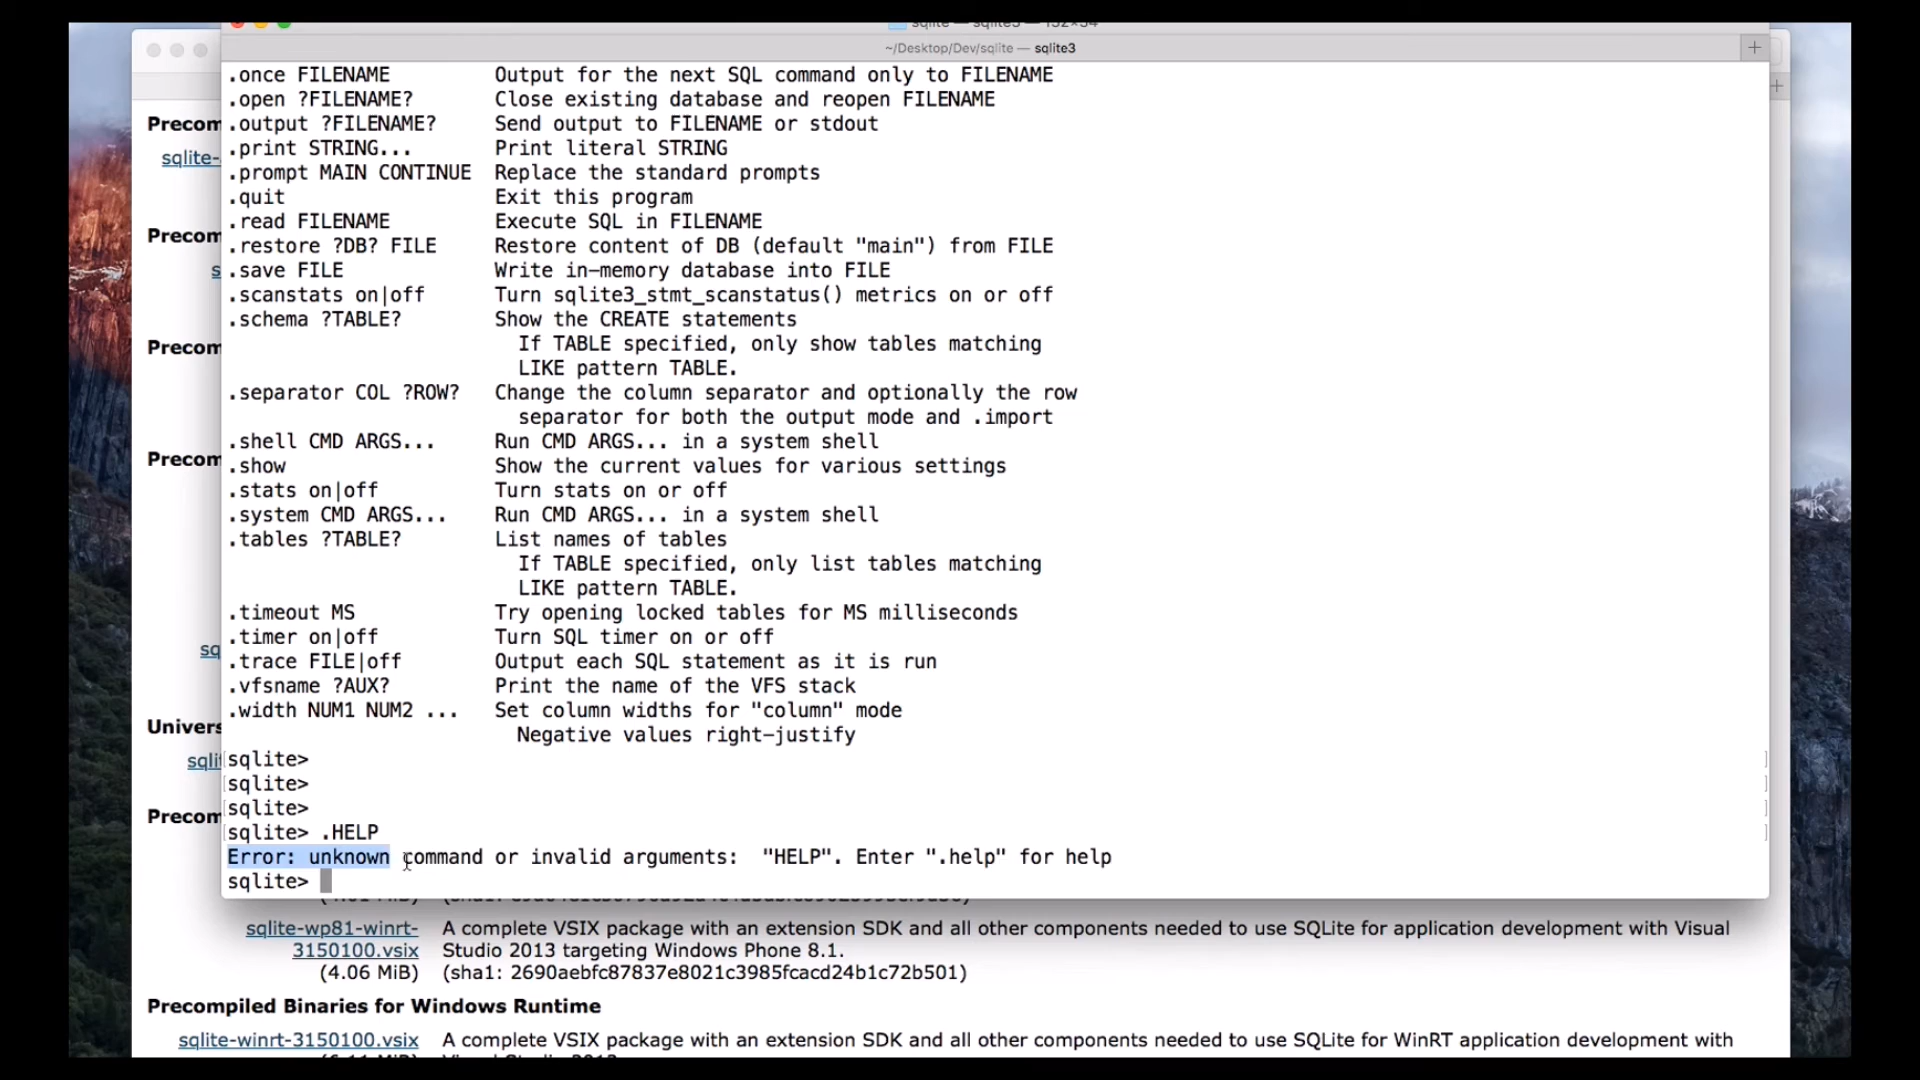 sqlite — sqlite3 — 132×34
~/Desktop/Dev/sqlite — sqlite3
.once FILENAME Output for the next SQL command only to FILENAME
.open ?FILENAME? Close existing database and reopen FILENAME
.output ?FILENAME? Send output to FILENAME or stdout
.print STRING... Print literal STRING
.prompt MAIN CONTINUE Replace the standard prompts
.quit Exit this program
.read FILENAME Execute SQL in FILENAME
.restore ?DB? FILE Restore content of DB (default "main") from FILE
.save FILE Write in-memory database into FILE
.scanstats on|off Turn sqlite3_stmt_scanstatus() metrics on or off
.schema ?TABLE? Show the CREATE statements
If TABLE specified, only show tables matching
LIKE pattern TABLE.
.separator COL ?ROW? Change the column separator and optionally the row
separator for both the output mode and .import
.shell CMD ARGS... Run CMD ARGS... in a system shell
.show Show the current values for various settings
.stats on|off Turn stats on or off
.system CMD ARGS... Run CMD ARGS... in a system shell
.tables ?TABLE? List names of tables
If TABLE specified, only list tables matching
LIKE pattern TABLE.
.timeout MS Try opening locked tables for MS milliseconds
.timer on|off Turn SQL timer on or off
.trace FILE|off Output each SQL statement as it is run
.vfsname ?AUX? Print the name of the VFS stack
.width NUM1 NUM2 ... Set column widths for "column" mode
Negative values right-justify
sqlite>
sqlite>
sqlite>
sqlite> .HELP
Error: unknown command or invalid arguments: "HELP". Enter ".help" for help
sqlite>
Precom
sqlite-
Precom
s
Precom
Precom
sq
Univers
sqli
Precom
sqlite-wp81-winrt- A complete VSIX package with an extension SDK and all other components needed to use SQLite for application development with Visual
3150100.vsix Studio 2013 targeting Windows Phone 8.1.
(4.06 MiB) (sha1: 2690aebfc87837e8021c3985fcacd24b1c72b501)
Precompiled Binaries for Windows Runtime
sqlite-winrt-3150100.vsix A complete VSIX package with an extension SDK and all other components needed to use SQLite for WinRT application development with